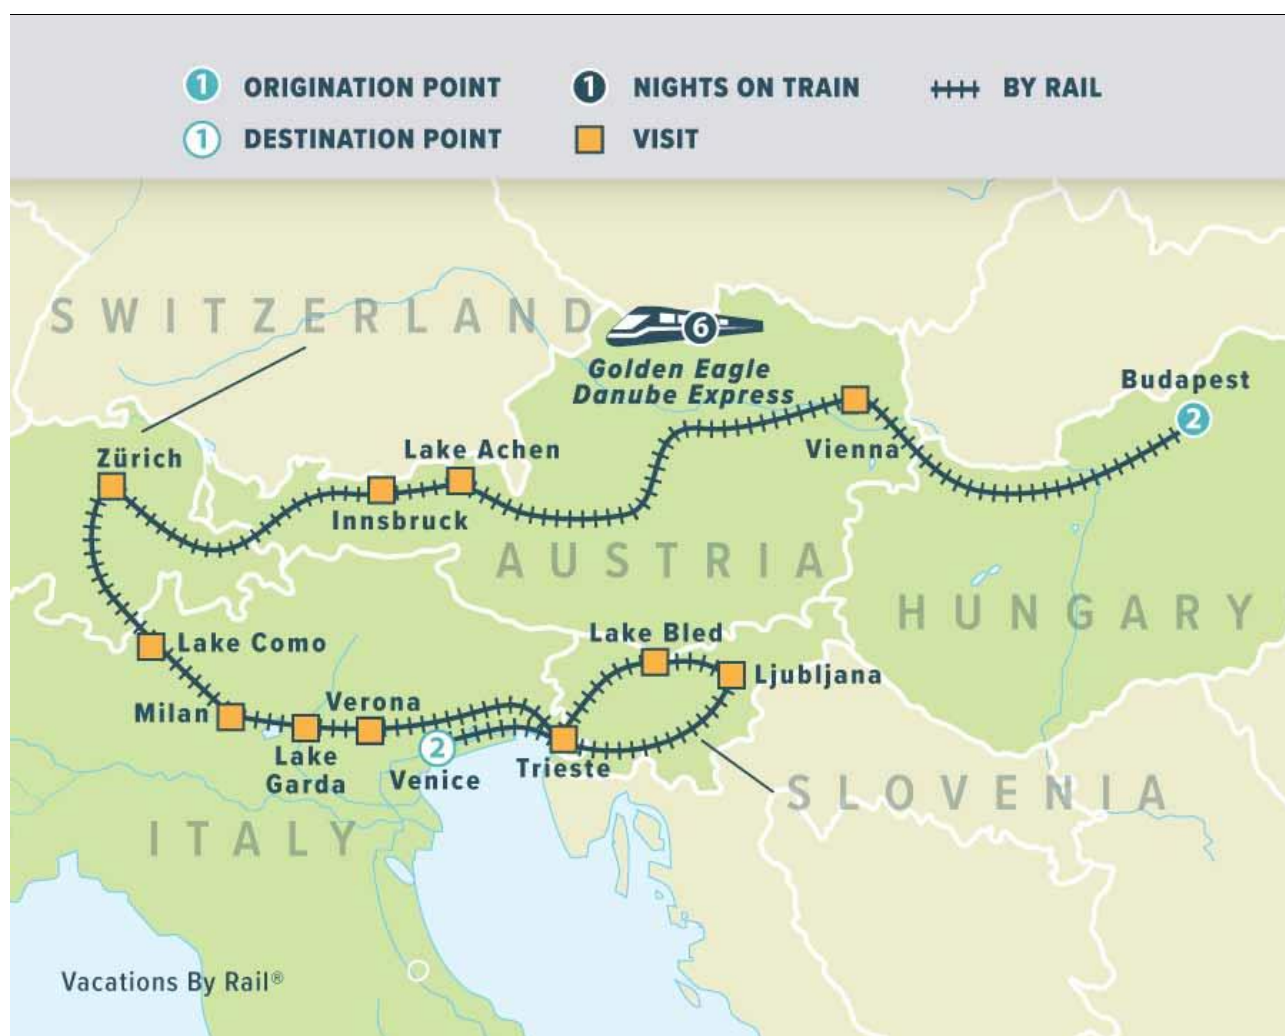 1 ORIGINATION POINT
1 NIGHTS ON TRAIN
BY RAIL
1 DESTINATION POINT
VISIT
SWITZERLAND
6
Golden Eagle
Danube Express
Budapest
2
Zürich
Lake Achen
Vienna
Innsbruck
AUSTRIA
HUNGARY
Lake Bled
Lake Como
Ljubljana
Milan
Verona
Lake
Garda
2
Venice
Trieste
SLOVENIA
ITALY
Vacations By Rail®